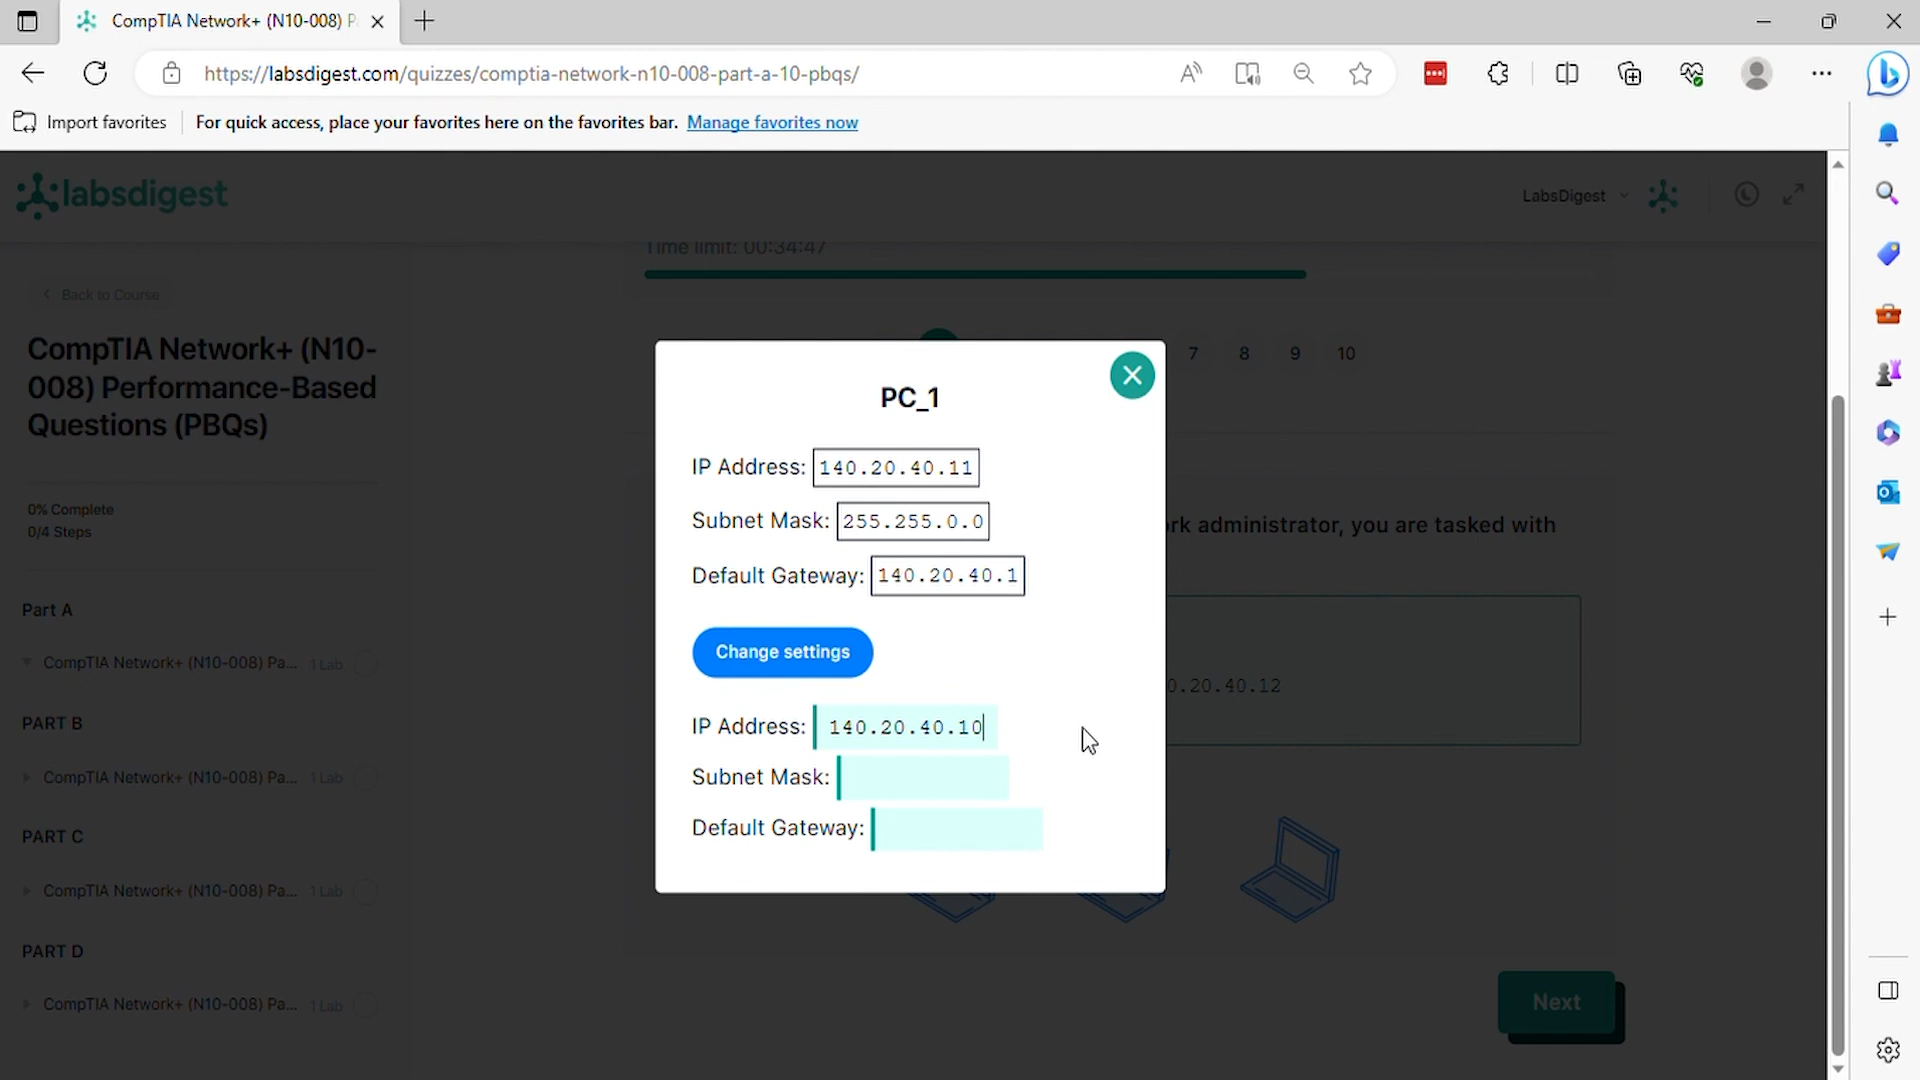 CompTIA Network+ (N10-008) P
https://labsdigest.com/quizzes/comptia-network-n10-008-part-a-10-pbqs/
Import favorites
For quick access, place your favorites here on the favorites bar. Manage favorites now
labsdigest
LabsDigest
Time limit: 00:34:47
Back to Course
CompTIA Network+ (N10-
008) Performance-Based
Questions (PBQs)
0% Complete
0/4 Steps
Part A
CompTIA Network+ (N10-008) Pa... 1 Lab
PART B
CompTIA Network+ (N10-008) Pa... 1 Lab
PART C
CompTIA Network+ (N10-008) Pa... 1 Lab
PART D
CompTIA Network+ (N10-008) Pa... 1 Lab
7 8 9 10
rk administrator, you are tasked with
0.20.40.12
PC_1
IP Address: 140.20.40.11
Subnet Mask: 255.255.0.0
Default Gateway: 140.20.40.1
Change settings
IP Address: 140.20.40.10
Subnet Mask:
Default Gateway:
Next